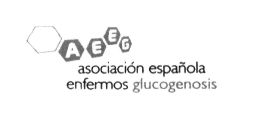 AEEG
asociación española
enfermos glucogenosis